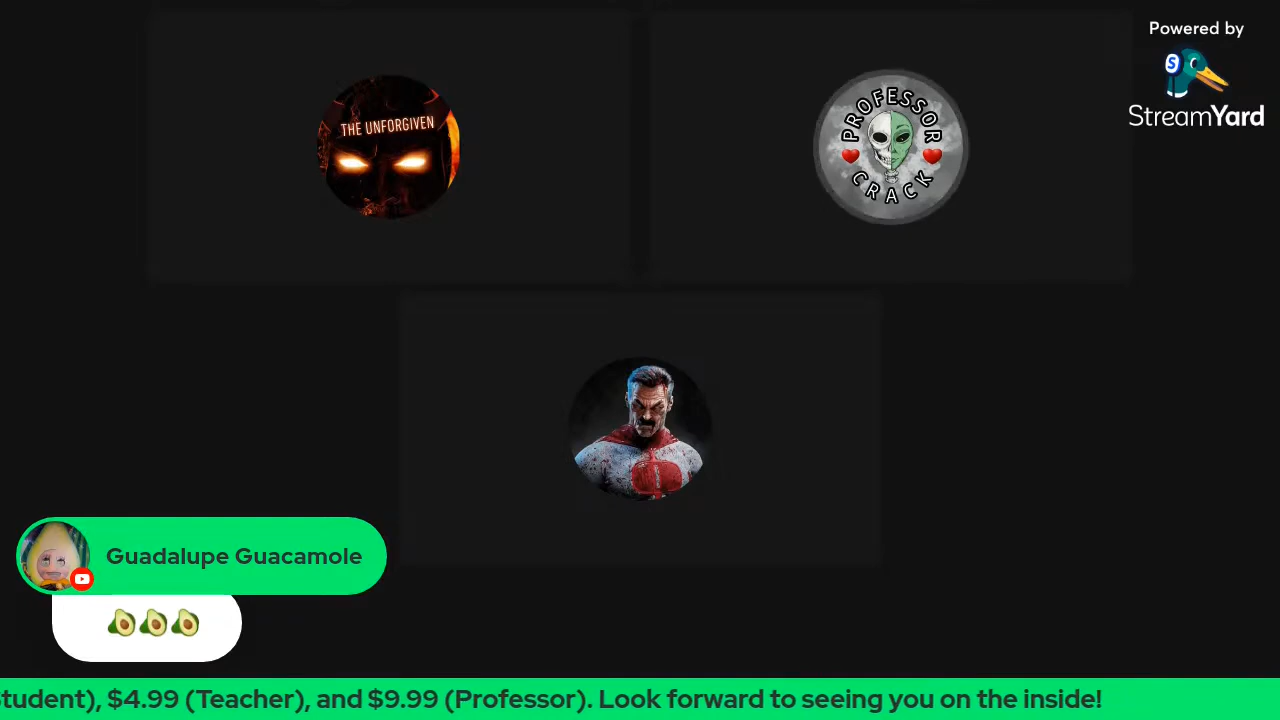 Powered by
StreamYard
THE UNFORGIVEN
PROFESSOR
CRACK
Guadalupe Guacamole
🥑🥑🥑
tudent), $4.99 (Teacher), and $9.99 (Professor). Look forward to seeing you on the inside!